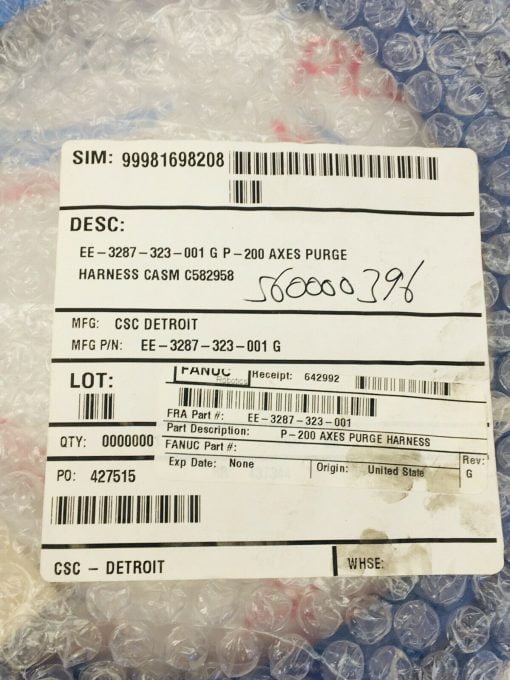 SIM: 99981698208
DESC:
EE-3287-323-001 G P-200 AXES PURGE
HARNESS CASM C582958
560000396
MFG: CSC DETROIT
MFG P/N: EE-3287-323-001 G
LOT:
FANUC
Robotics
Receipt: 642992
FRA Part #: EE-3287-323-001
Part Description: P-200 AXES PURGE HARNESS
FANUC Part #:
Exp Date: None
Origin: United State
Rev:
G
QTY: 0000000
PO: 427515
CSC - DETROIT
WHSE: